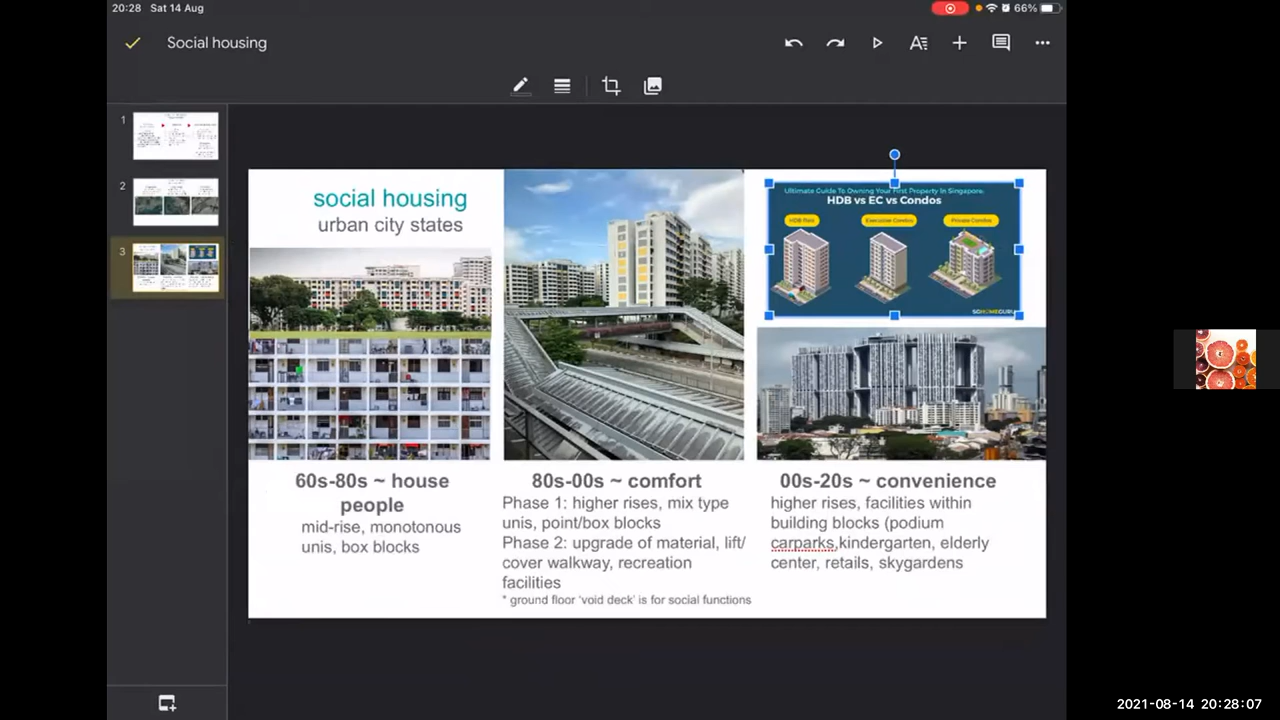 20:28 Sat 14 Aug
66%
Social housing
1
2
3
social housing
urban city states
Ultimate Guide To Owning Your First Property In Singapore:
HDB vs EC vs Condos
HDB Flats
Executive Condos
Private Condos
SGHOMEGURU
60s-80s ~ house
people
mid-rise, monotonous
unis, box blocks
80s-00s ~ comfort
Phase 1: higher rises, mix type
unis, point/box blocks
Phase 2: upgrade of material, lift/
cover walkway, recreation
facilities
* ground floor ‘void deck’ is for social functions
00s-20s ~ convenience
higher rises, facilities within
building blocks (podium
carparks,kindergarten, elderly
center, retails, skygardens
2021-08-14 20:28:07